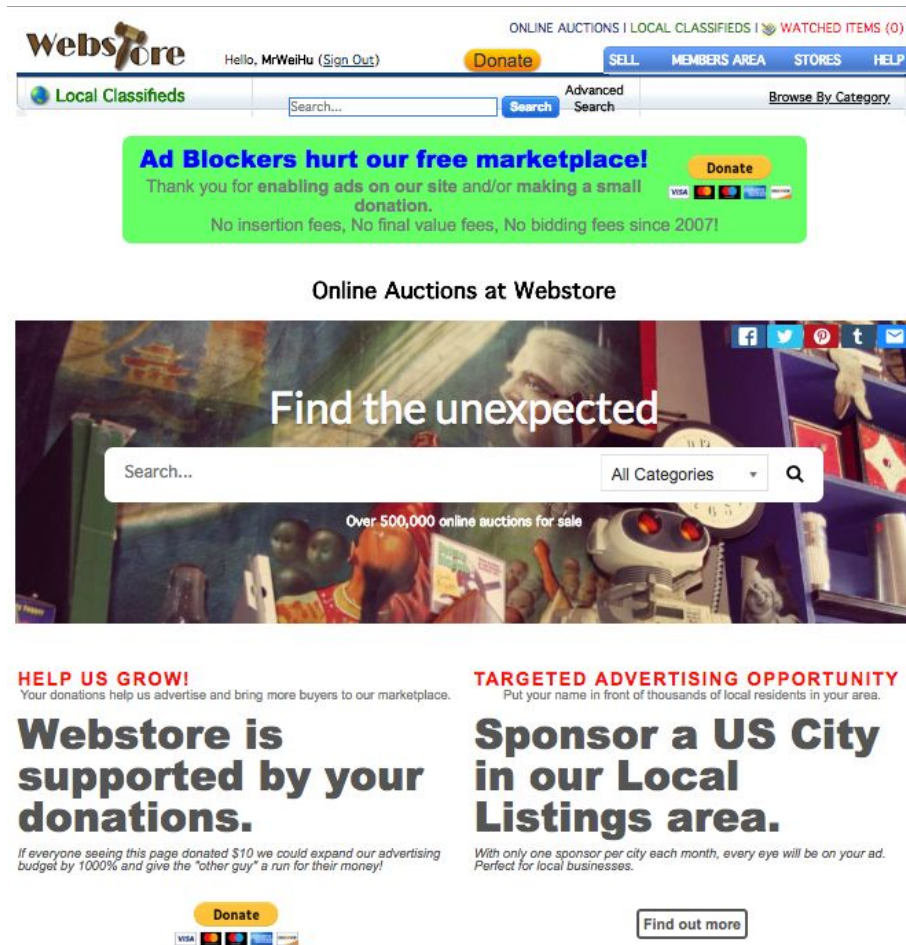 Webstore
ONLINE AUCTIONS I LOCAL CLASSIFIEDS I WATCHED ITEMS (0)
Hello, MrWeiHu (Sign Out)
Donate
SELL MEMBERS AREA STORES HELP
Local Classifieds
Search...
Search
Advanced
Search
Browse By Category
Ad Blockers hurt our free marketplace!
Thank you for enabling ads on our site and/or making a small
donation.
No insertion fees, No final value fees, No bidding fees since 2007!
Donate
VISA
Online Auctions at Webstore
Find the unexpected
Search...
All Categories
Over 500,000 online auctions for sale
HELP US GROW!
Your donations help us advertise and bring more buyers to our marketplace.
Webstore is
supported by your
donations.
If everyone seeing this page donated $10 we could expand our advertising
budget by 1000% and give the "other guy" a run for their money!
Donate
VISA
TARGETED ADVERTISING OPPORTUNITY
Put your name in front of thousands of local residents in your area.
Sponsor a US City
in our Local
Listings area.
With only one sponsor per city each month, every eye will be on your ad.
Perfect for local businesses.
Find out more